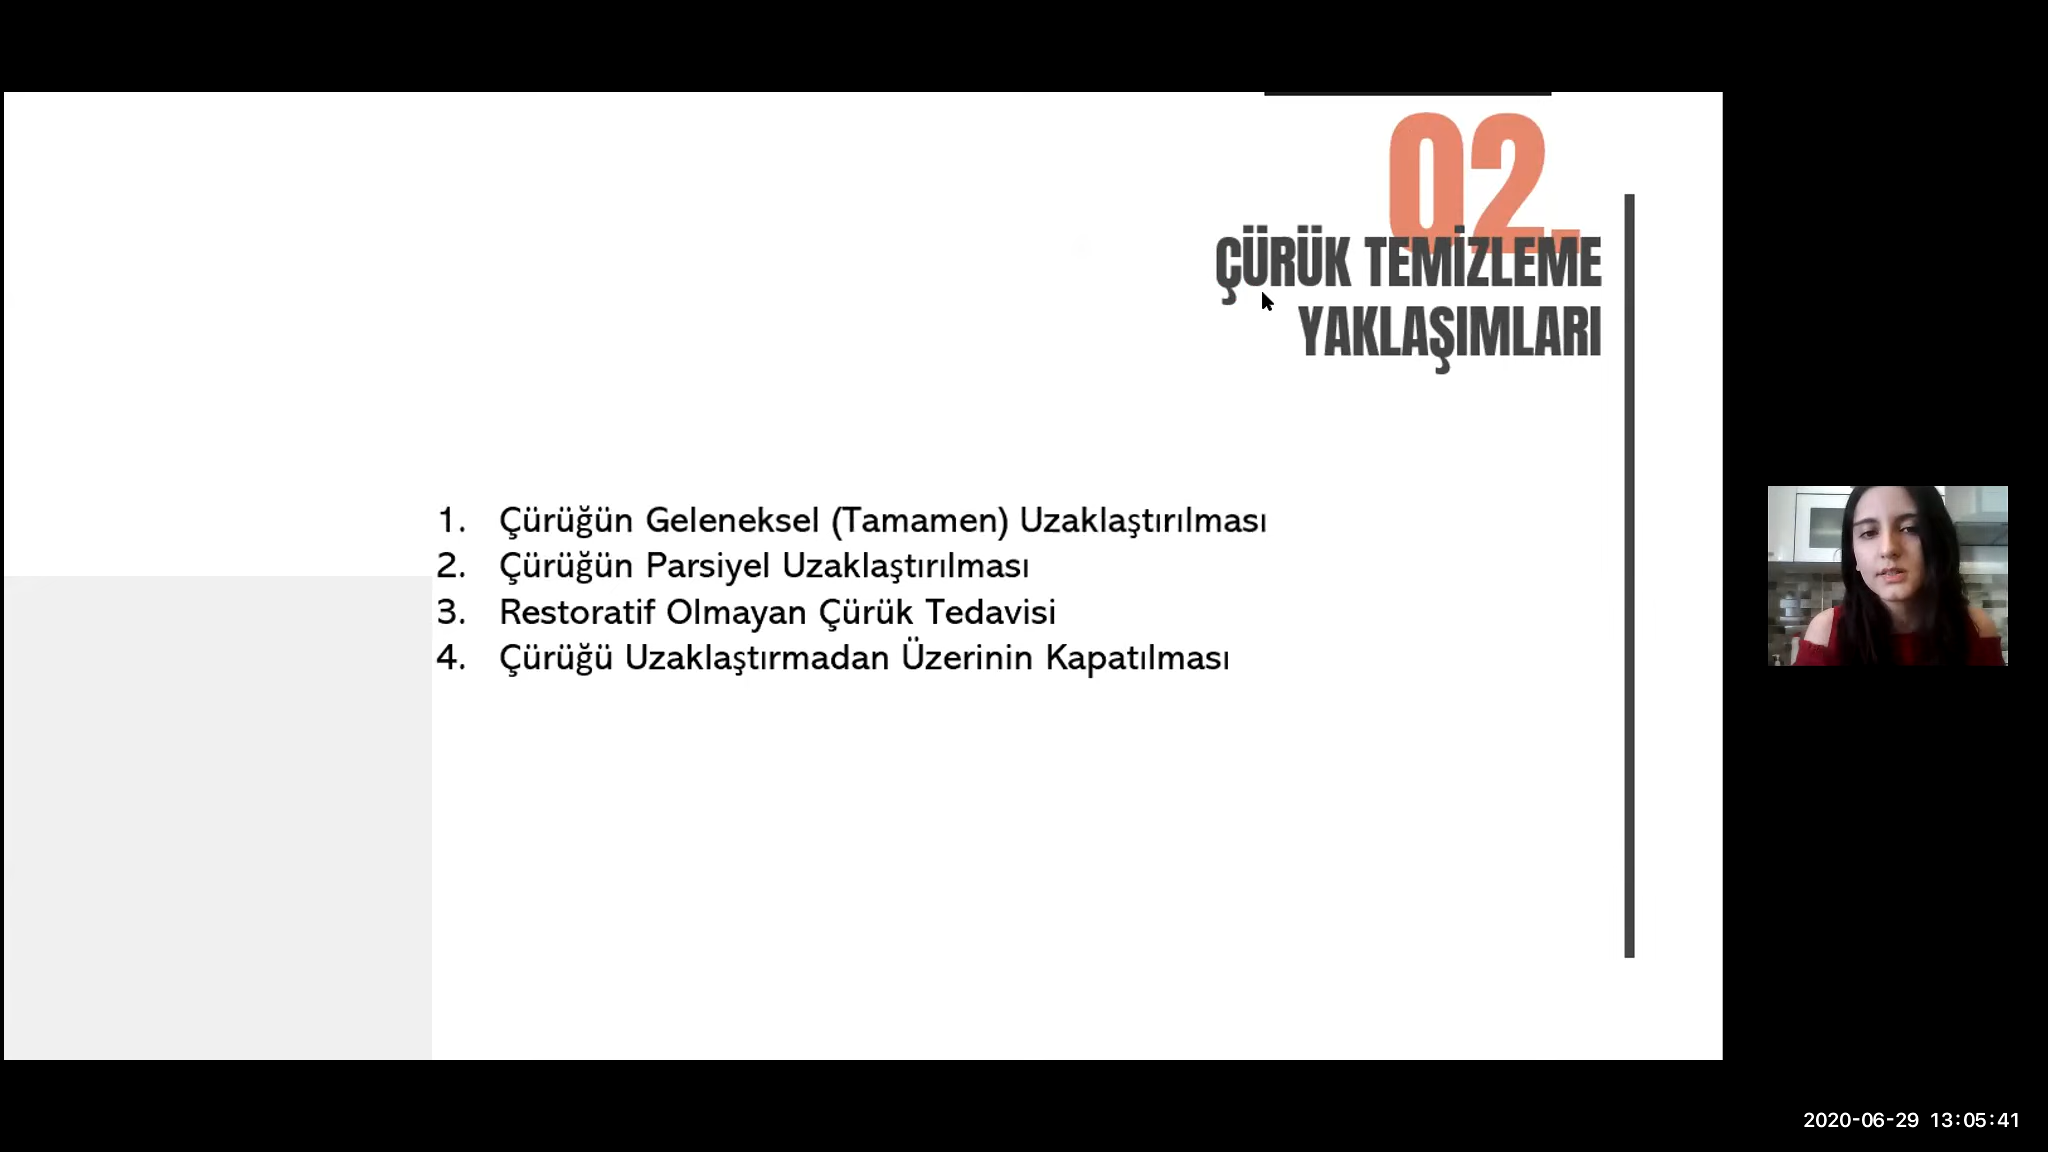 02.
ÇÜRÜK TEMİZLEME
YAKLAŞIMLARI
1. Çürüğün Geleneksel (Tamamen) Uzaklaştırılması
2. Çürüğün Parsiyel Uzaklaştırılması
3. Restoratif Olmayan Çürük Tedavisi
4. Çürüğü Uzaklaştırmadan Üzerinin Kapatılması
2020-06-29 13:05:41